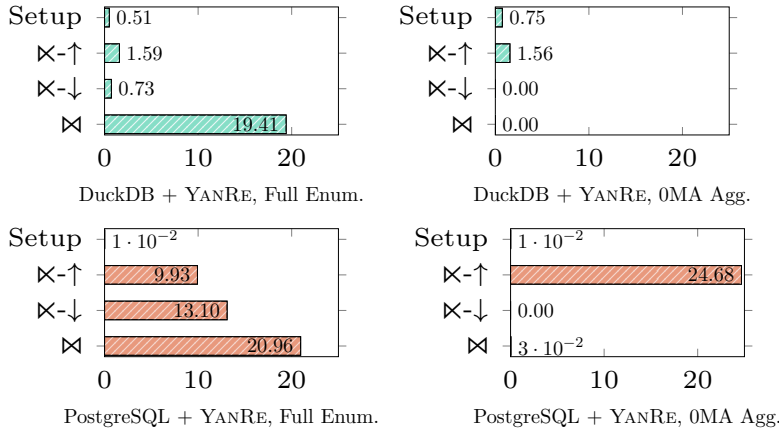 Setup 0.51
⋉-↑ 1.59
⋉-↓ 0.73
⋈ 19.41
0 10 20
DuckDB + YANRE, Full Enum.
Setup 0.75
⋉-↑ 1.56
⋉-↓ 0.00
⋈ 0.00
0 10 20
DuckDB + YANRE, 0MA Agg.
Setup 1 · 10⁻²
⋉-↑ 9.93
⋉-↓ 13.10
⋈ 20.96
0 10 20
PostgreSQL + YANRE, Full Enum.
Setup 1 · 10⁻²
⋉-↑ 24.68
⋉-↓ 0.00
⋈ 3 · 10⁻²
0 10 20
PostgreSQL + YANRE, 0MA Agg.